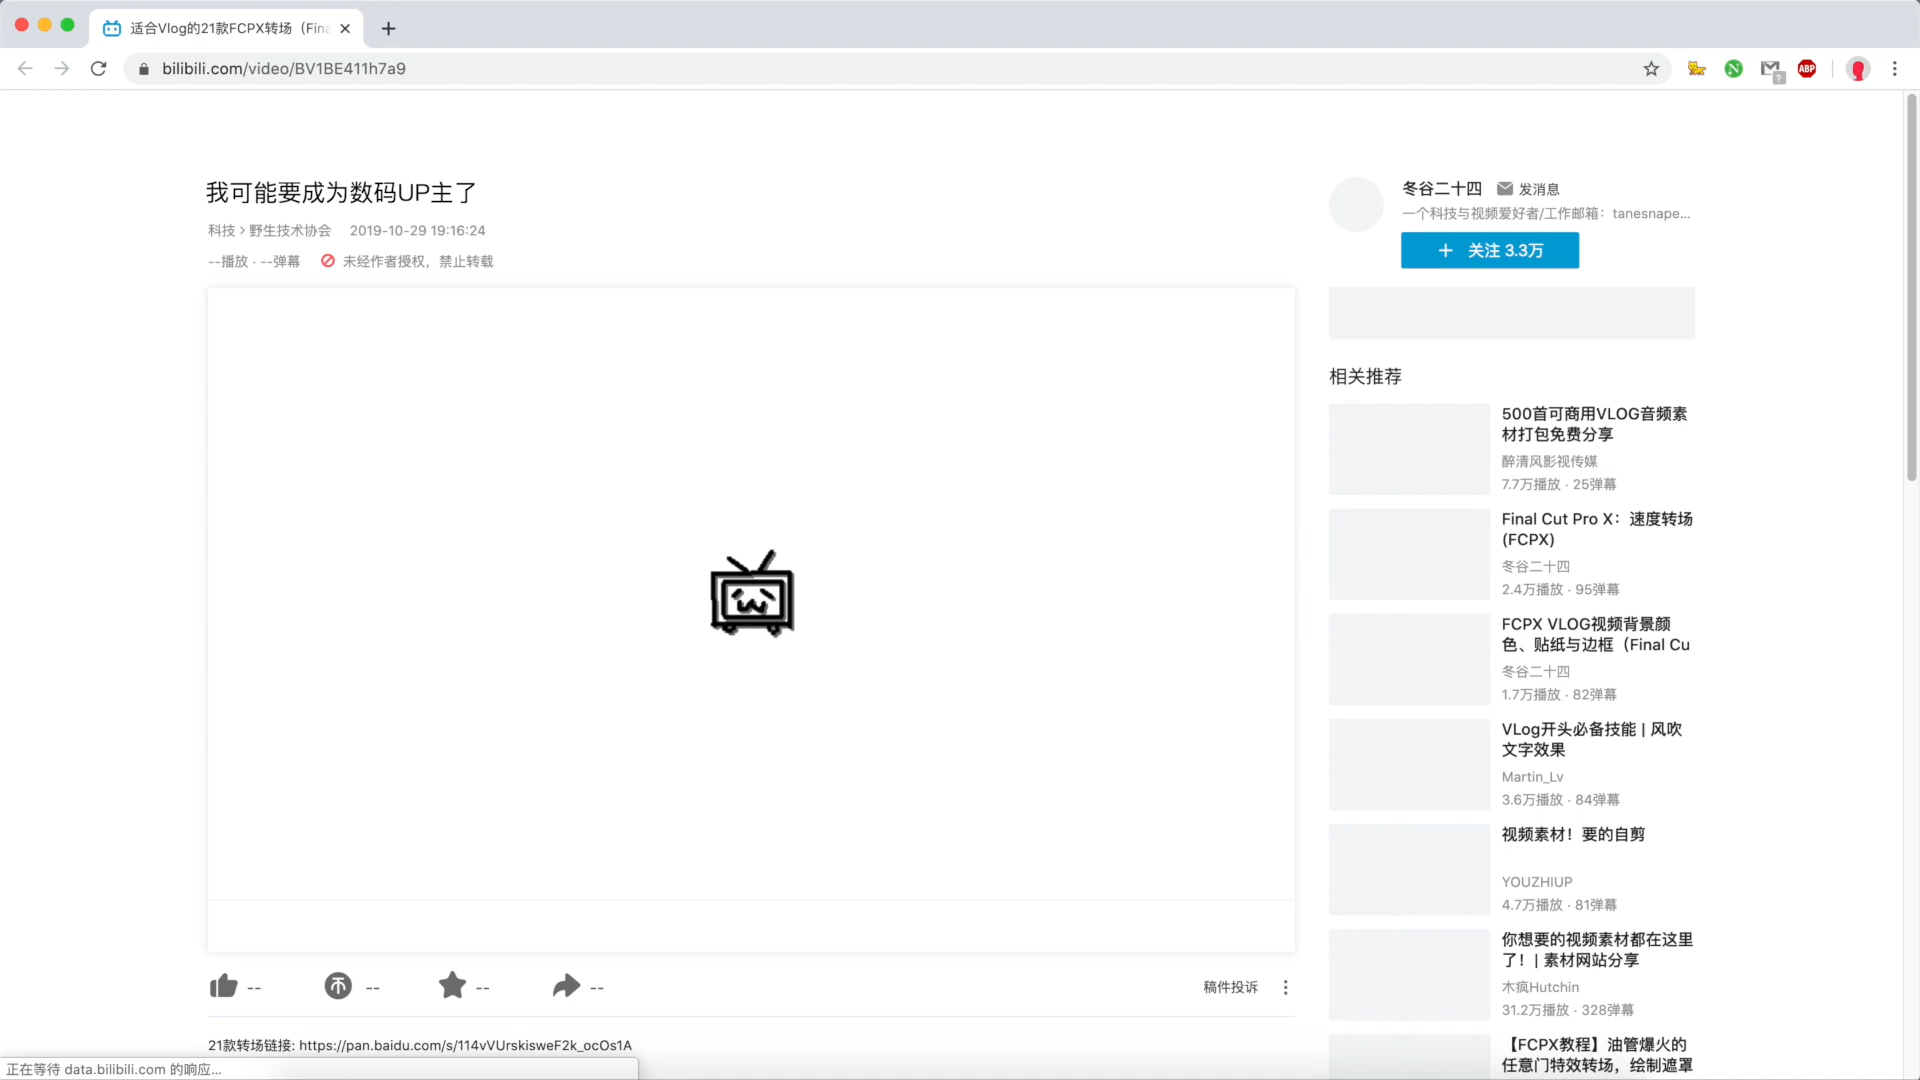 适合Vlog的21款FCPX转场（Fina
bilibili.com/video/BV1BE411h7a9
ABP
我可能要成为数码UP主了
科技 > 野生技术协会 2019-10-29 19:16:24
--播放 · --弹幕 未经作者授权，禁止转载
冬谷二十四 发消息
一个科技与视频爱好者/工作邮箱：tanesnape...
+ 关注 3.3万
相关推荐
500首可商用VLOG音频素
材打包免费分享
醉清风影视传媒
7.7万播放 · 25弹幕
Final Cut Pro X：速度转场
(FCPX)
冬谷二十四
2.4万播放 · 95弹幕
FCPX VLOG视频背景颜
色、贴纸与边框（Final Cu
冬谷二十四
1.7万播放 · 82弹幕
VLog开头必备技能 | 风吹
文字效果
Martin_Lv
3.6万播放 · 84弹幕
视频素材！要的自剪
YOUZHIUP
4.7万播放 · 81弹幕
你想要的视频素材都在这里
了！| 素材网站分享
木疯Hutchin
31.2万播放 · 328弹幕
【FCPX教程】油管爆火的
任意门特效转场，绘制遮罩
-- -- -- --
稿件投诉
21款转场链接: https://pan.baidu.com/s/114vVUrskisweF2k_ocOs1A
正在等待 data.bilibili.com 的响应...